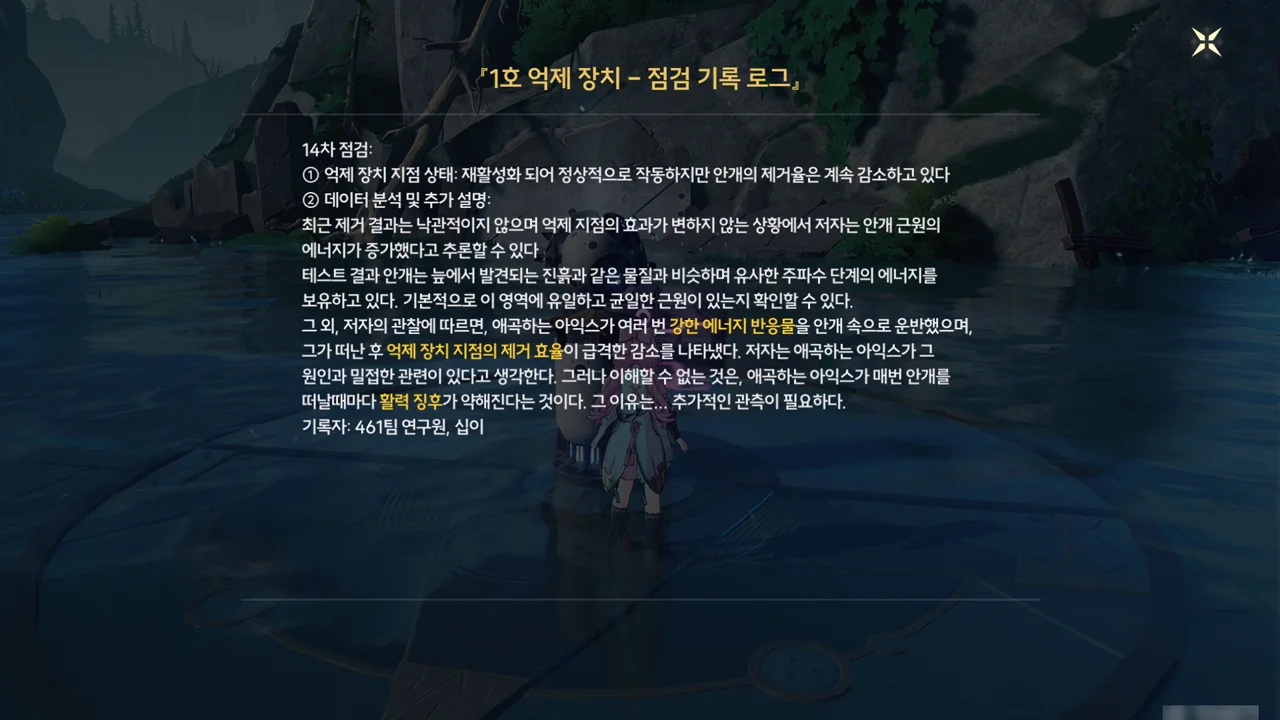 『1호 억제 장치 – 점검 기록 로그』
14차 점검:
① 억제 장치 지점 상태: 재활성화 되어 정상적으로 작동하지만 안개의 제거율은 계속 감소하고 있다
② 데이터 분석 및 추가 설명:
최근 제거 결과는 낙관적이지 않으며 억제 지점의 효과가 변하지 않는 상황에서 저자는 안개 근원의
에너지가 증가했다고 추론할 수 있다.
테스트 결과 안개는 늪에서 발견되는 진흙과 같은 물질과 비슷하며 유사한 주파수 단계의 에너지를
보유하고 있다. 기본적으로 이 영역에 유일하고 균일한 근원이 있는지 확인할 수 있다.
그 외, 저자의 관찰에 따르면, 애곡하는 아익스가 여러 번 강한 에너지 반응물을 안개 속으로 운반했으며,
그가 떠난 후 억제 장치 지점의 제거 효율이 급격한 감소를 나타냈다. 저자는 애곡하는 아익스가 그
원인과 밀접한 관련이 있다고 생각한다. 그러나 이해할 수 없는 것은, 애곡하는 아익스가 매번 안개를
떠날때마다 활력 징후가 약해진다는 것이다. 그 이유는... 추가적인 관측이 필요하다.
기록자: 461팀 연구원, 십이